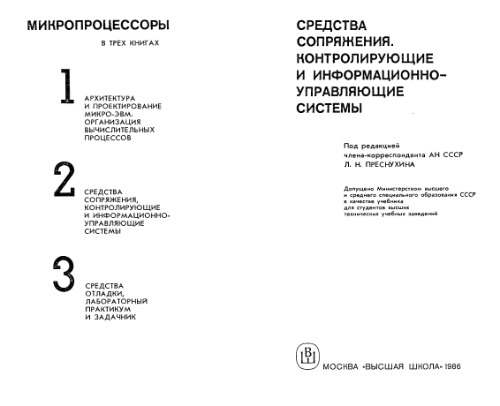 МИКРОПРОЦЕССОРЫ
В ТРЕХ КНИГАХ
1
АРХИТЕКТУРА
И ПРОЕКТИРОВАНИЕ
МИКРО-ЭВМ.
ОРГАНИЗАЦИЯ
ВЫЧИСЛИТЕЛЬНЫХ
ПРОЦЕССОВ
2
СРЕДСТВА
СОПРЯЖЕНИЯ,
КОНТРОЛИРУЮЩИЕ
И ИНФОРМАЦИОННО-
УПРАВЛЯЮЩИЕ
СИСТЕМЫ
3
СРЕДСТВА
ОТЛАДКИ,
ЛАБОРАТОРНЫЙ
ПРАКТИКУМ
И ЗАДАЧНИК
СРЕДСТВА
СОПРЯЖЕНИЯ.
КОНТРОЛИРУЮЩИЕ
И ИНФОРМАЦИОННО-
УПРАВЛЯЮЩИЕ
СИСТЕМЫ
Под редакцией
члена-корреспондента АН СССР
Л. Н. ПРЕСНУХИНА
Допущено Министерством высшего
и среднего специального образования СССР
в качестве учебника
для студентов высших
технических учебных заведений
ВШ
МОСКВА «ВЫСШАЯ ШКОЛА» 1986